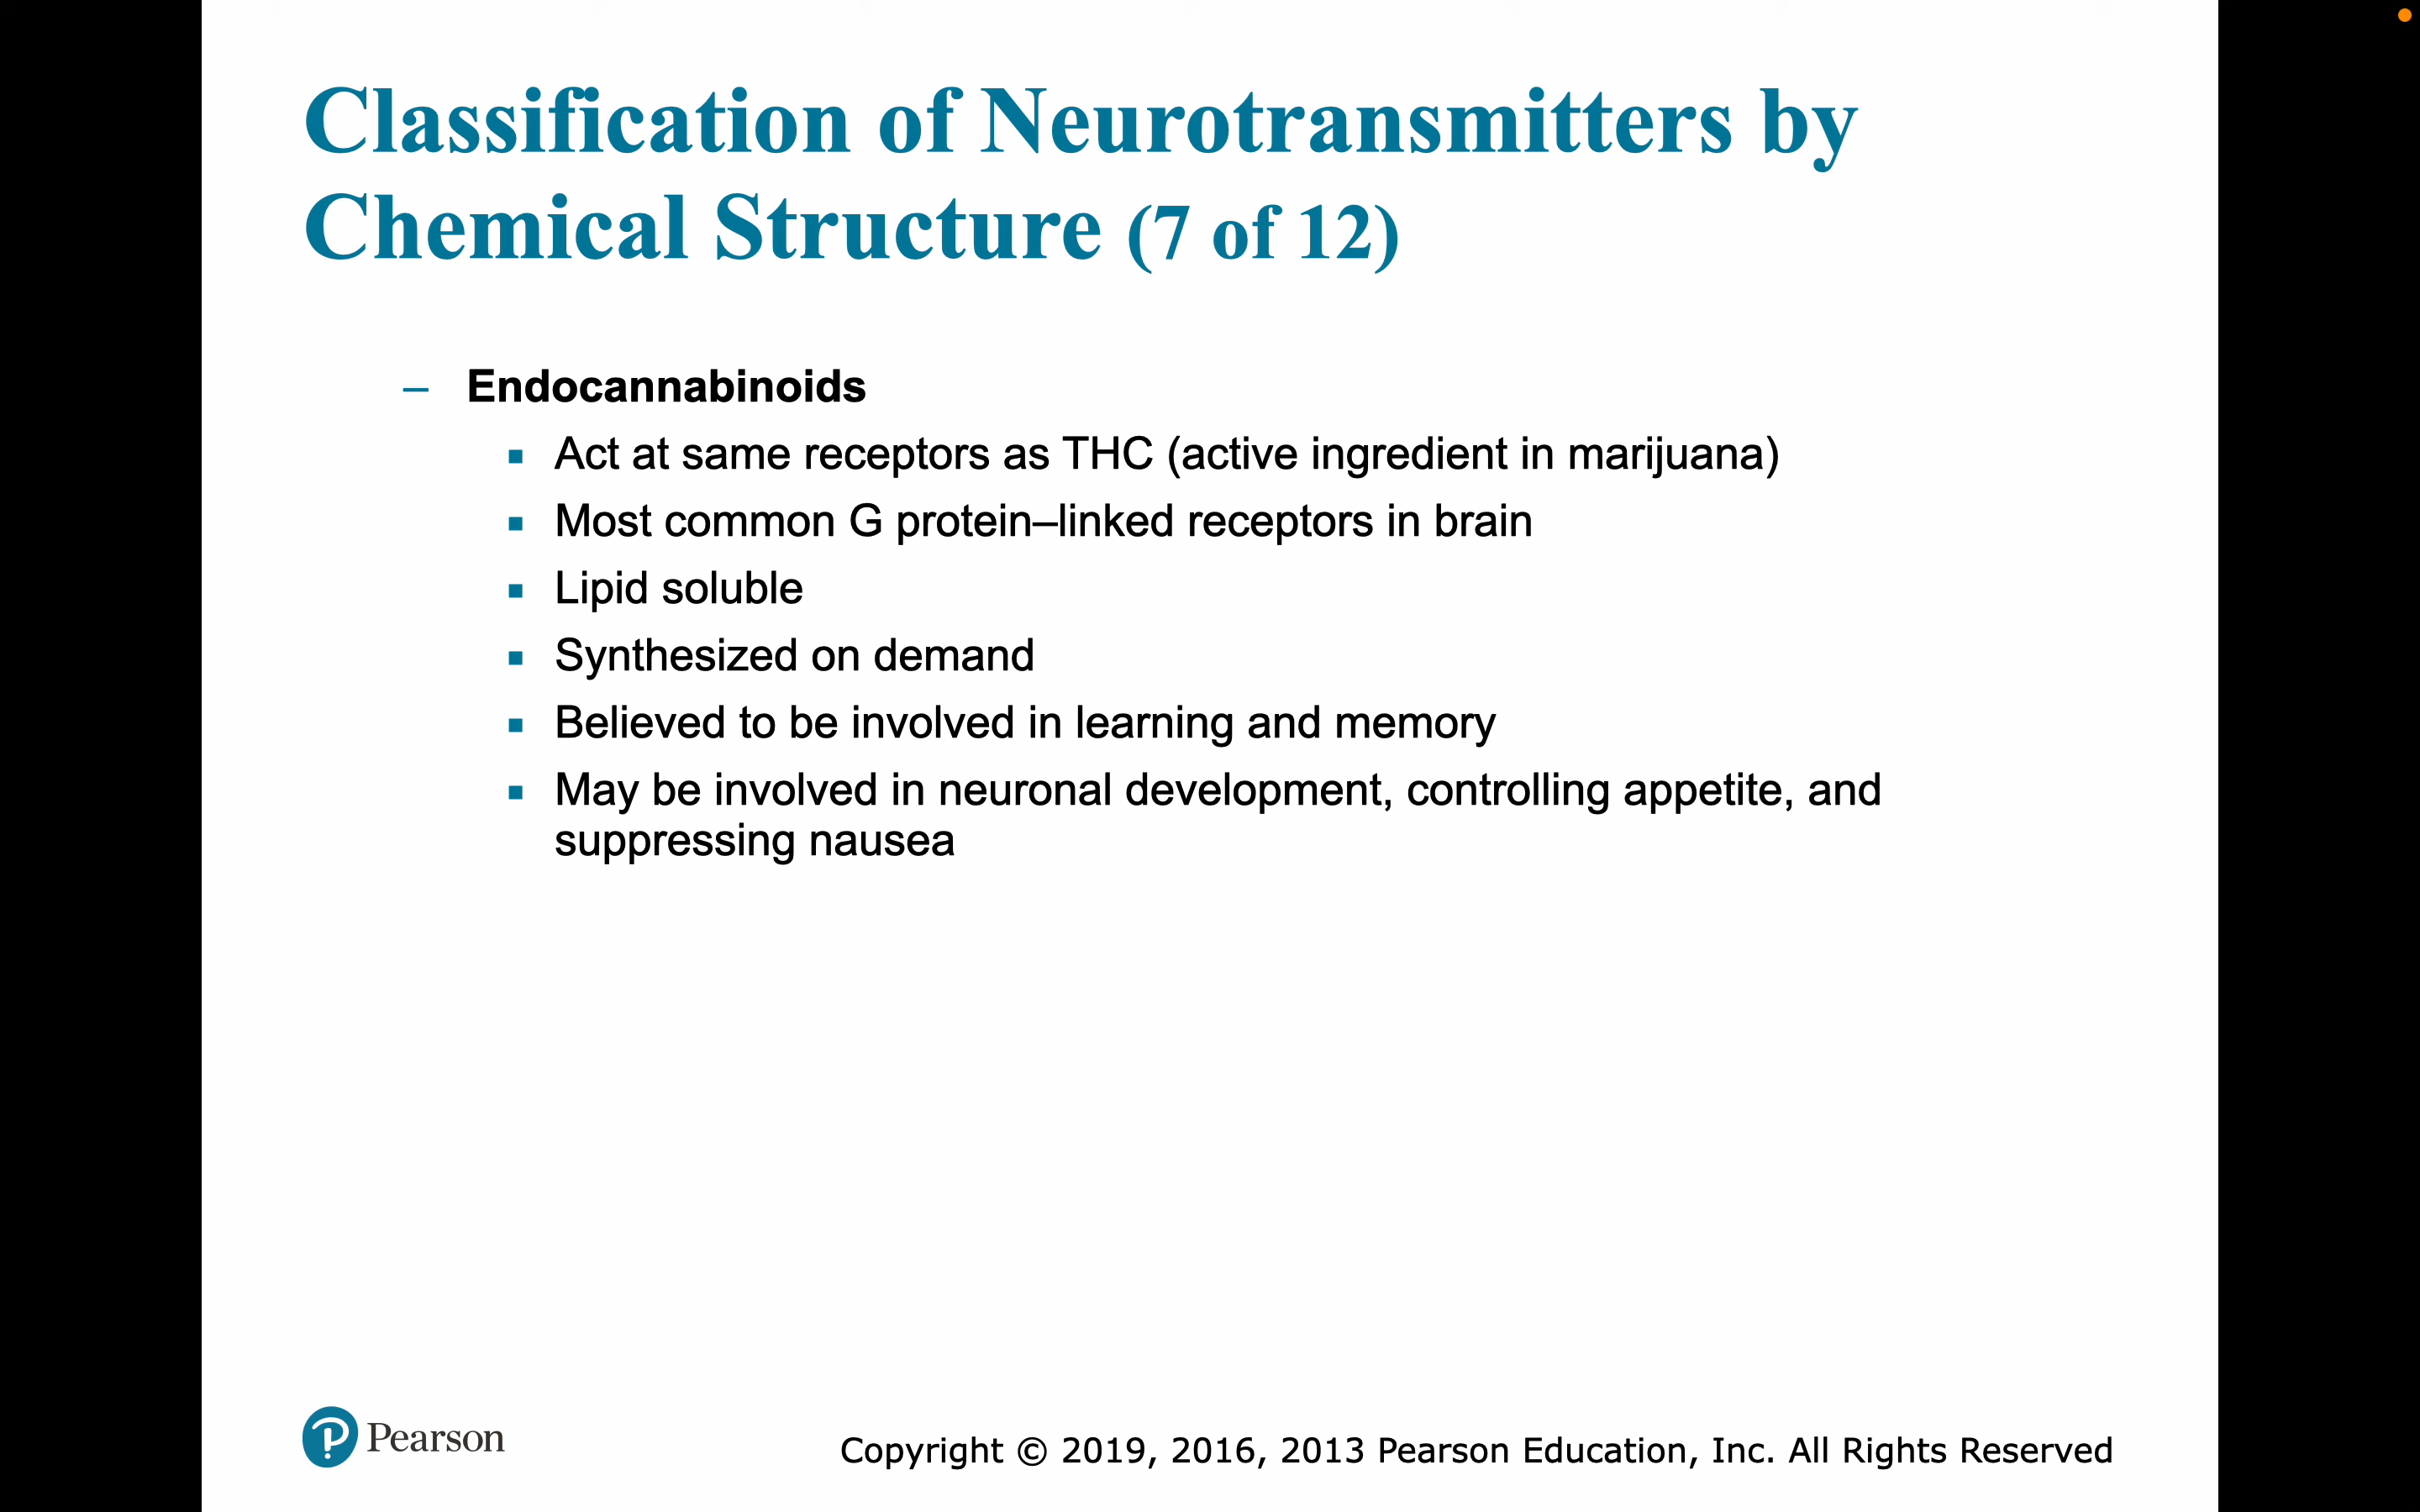 Classification of Neurotransmitters by
Chemical Structure (7 of 12)
– Endocannabinoids
▪ Act at same receptors as THC (active ingredient in marijuana)
▪ Most common G protein–linked receptors in brain
▪ Lipid soluble
▪ Synthesized on demand
▪ Believed to be involved in learning and memory
▪ May be involved in neuronal development, controlling appetite, and
suppressing nausea
Pearson
Copyright © 2019, 2016, 2013 Pearson Education, Inc. All Rights Reserved